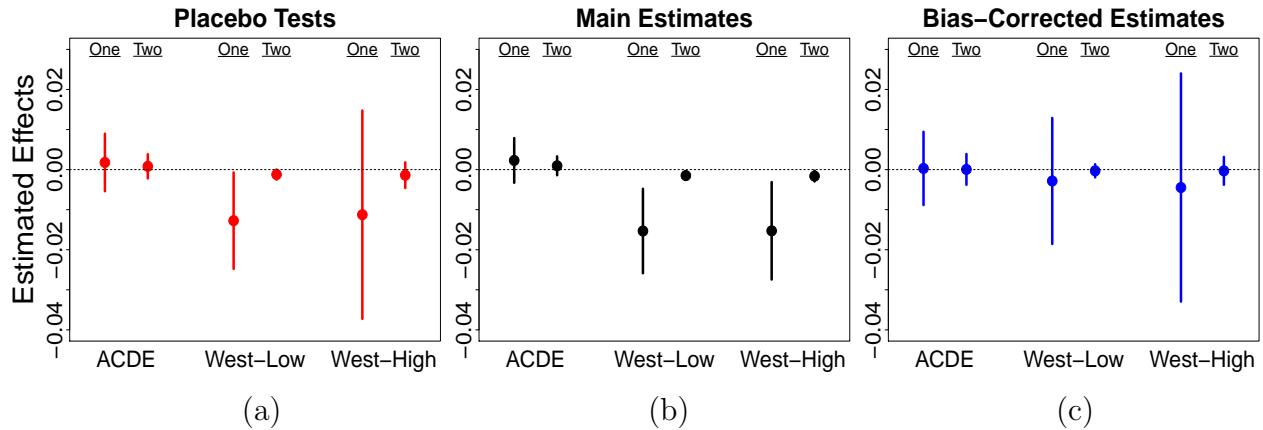 Placebo Tests Main Estimates Bias−Corrected Estimates
One Two One Two One Two One Two One Two One Two One Two One Two One Two
Estimated Effects
0.02 0.02 0.02
0.00 0.00 0.00
−0.02 −0.02 −0.02
−0.04 −0.04 −0.04
ACDE West−Low West−High ACDE West−Low West−High ACDE West−Low West−High
(a) (b) (c)